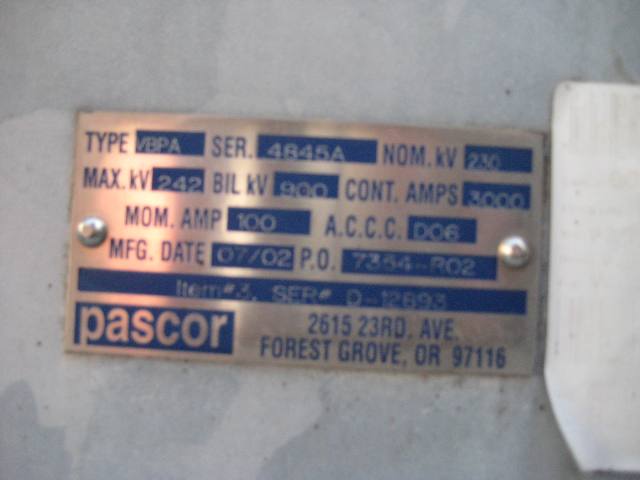 TYPE VBPA SER. 4845A NOM. kV 230
MAX. kV 242 BIL kV 900 CONT. AMPS 3000
MOM. AMP 100 A.C.C.C. D06
MFG. DATE 07/02 P.O. 7354-R02
Item#3, SER# D-12893
pascor
2615 23RD. AVE.
FOREST GROVE, OR 97116